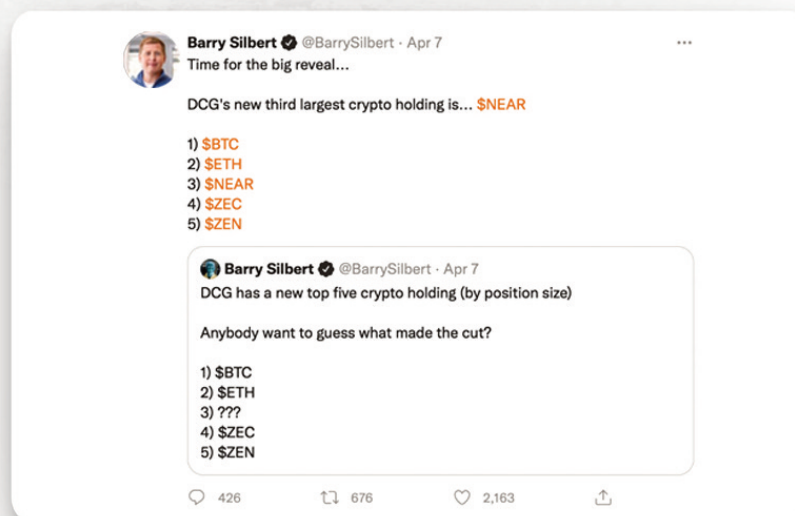 Barry Silbert @BarrySilbert · Apr 7
Time for the big reveal...
DCG's new third largest crypto holding is... $NEAR
1) $BTC
2) $ETH
3) $NEAR
4) $ZEC
5) $ZEN
Barry Silbert @BarrySilbert · Apr 7
DCG has a new top five crypto holding (by position size)
Anybody want to guess what made the cut?
1) $BTC
2) $ETH
3) ???
4) $ZEC
5) $ZEN
426 676 2,163